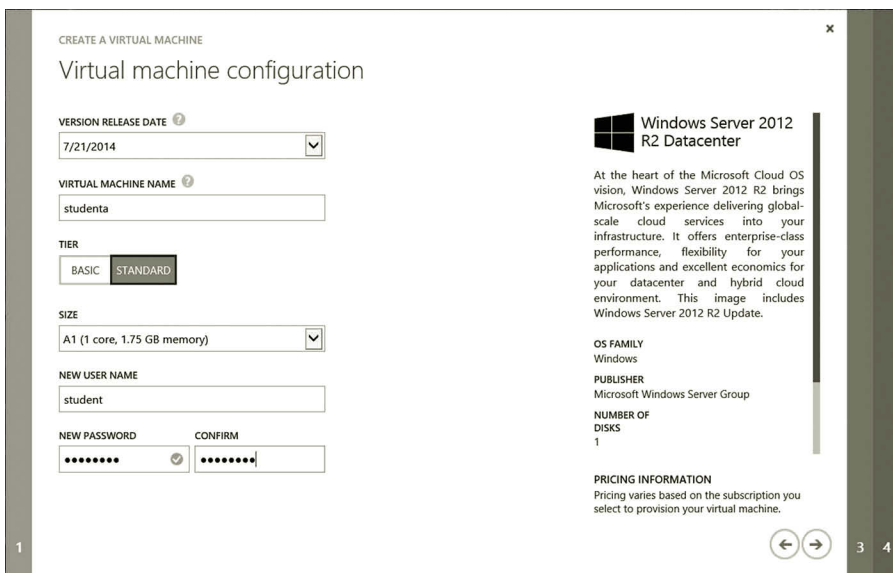 CREATE A VIRTUAL MACHINE
Virtual machine configuration
VERSION RELEASE DATE ?
7/21/2014
VIRTUAL MACHINE NAME ?
studenta
TIER
BASIC STANDARD
SIZE
A1 (1 core, 1.75 GB memory)
NEW USER NAME
student
NEW PASSWORD CONFIRM
•••••••• ••••••••
Windows Server 2012
R2 Datacenter
At the heart of the Microsoft Cloud OS
vision, Windows Server 2012 R2 brings
Microsoft's experience delivering global-
scale cloud services into your
infrastructure. It offers enterprise-class
performance, flexibility for your
applications and excellent economics for
your datacenter and hybrid cloud
environment. This image includes
Windows Server 2012 R2 Update.
OS FAMILY
Windows
PUBLISHER
Microsoft Windows Server Group
NUMBER OF
DISKS
1
PRICING INFORMATION
Pricing varies based on the subscription you
select to provision your virtual machine.
1
3 4